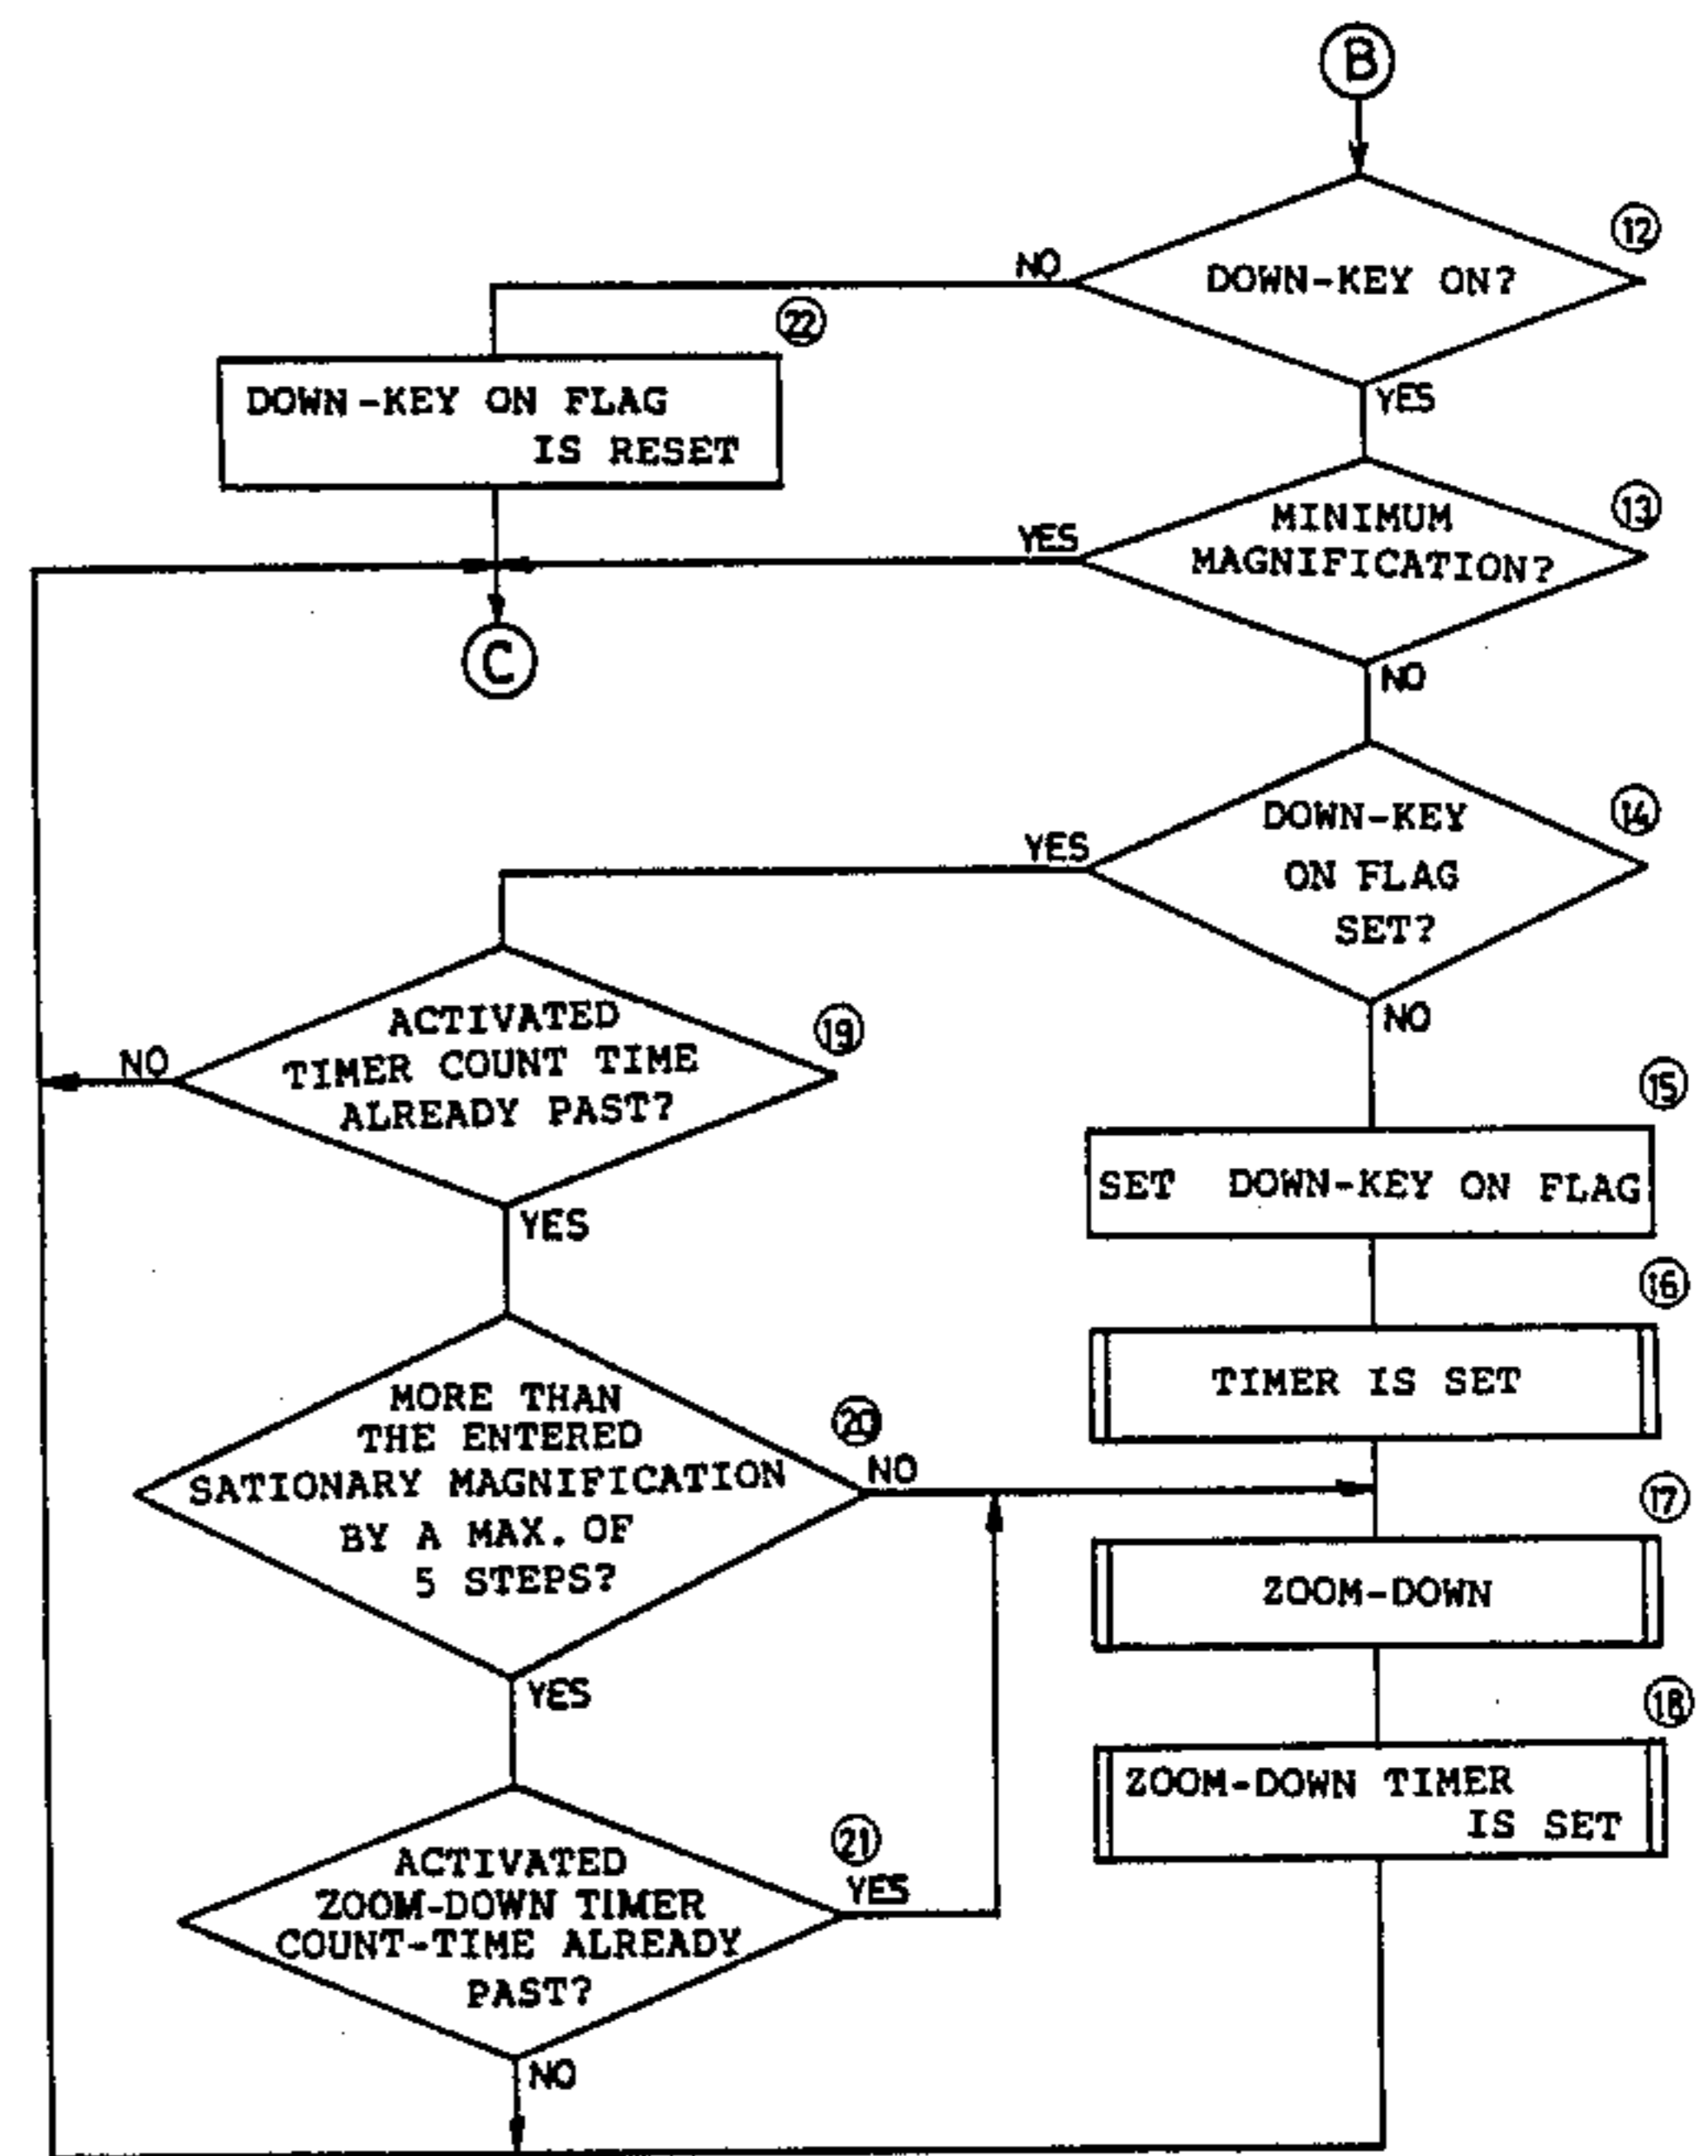 B
12
NO
DOWN-KEY ON?
22
YES
DOWN-KEY ON FLAG
IS RESET
13
YES
MINIMUM
MAGNIFICATION?
C
NO
14
YES
DOWN-KEY
ON FLAG
SET?
NO
19
NO
ACTIVATED
TIMER COUNT TIME
ALREADY PAST?
15
SET DOWN-KEY ON FLAG
YES
16
TIMER IS SET
20
MORE THAN
THE ENTERED
SATIONARY MAGNIFICATION
BY A MAX. OF
5 STEPS?
NO
17
ZOOM-DOWN
YES
18
ZOOM-DOWN TIMER
IS SET
21
YES
ACTIVATED
ZOOM-DOWN TIMER
COUNT-TIME ALREADY
PAST?
NO